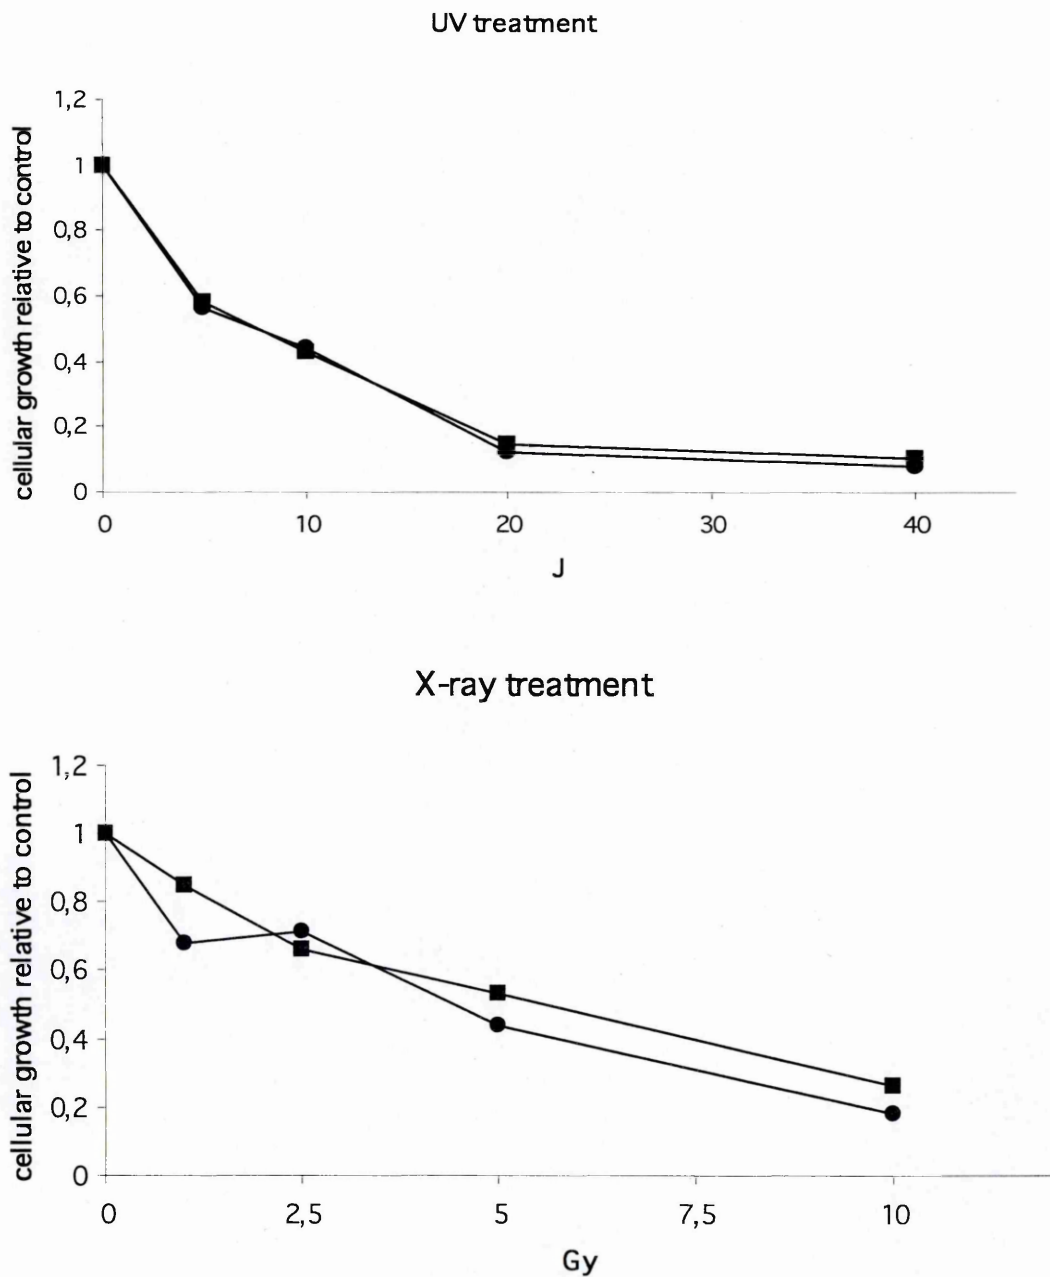 UV treatment
cellular growth relative to control
1,2
1
0,8
0,6
0,4
0,2
0
0 10 20 30 40
J
X-ray treatment
cellular growth relative to control
1,2
1
0,8
0,6
0,4
0,2
0
0 2,5 5 7,5 10
Gy